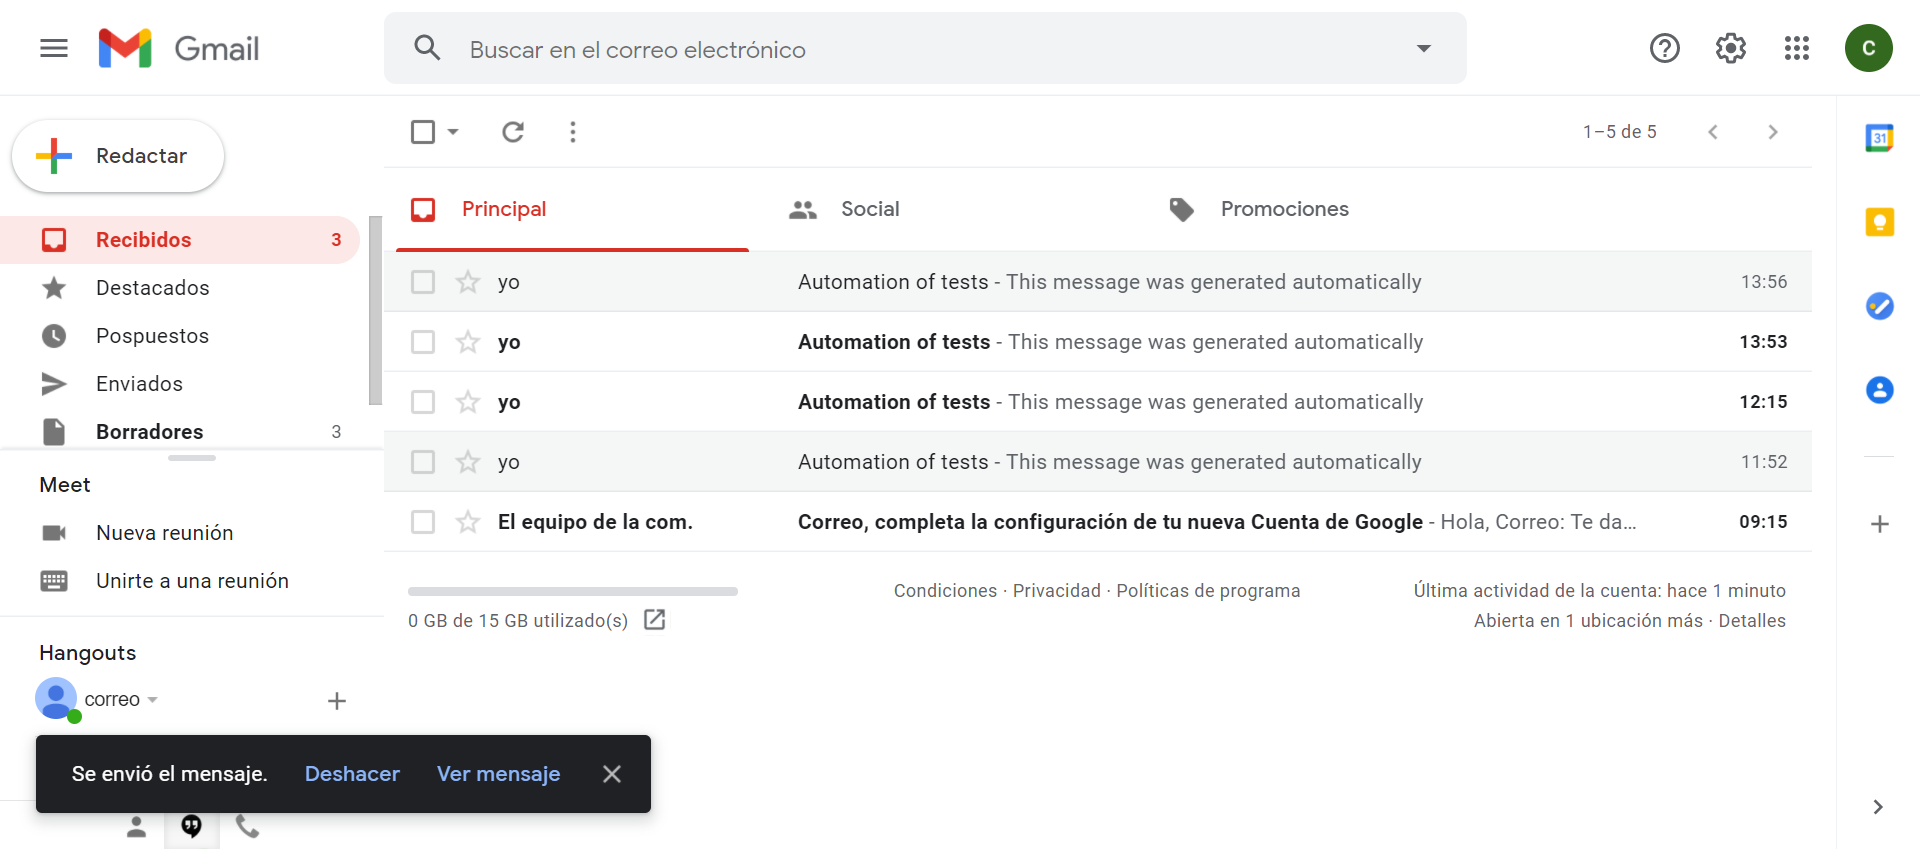 Gmail
Buscar en el correo electrónico
C
Redactar
1–5 de 5
31
Recibidos 3
Destacados
Pospuestos
Enviados
Borradores 3
Principal Social Promociones
yo Automation of tests - This message was generated automatically 13:56
yo Automation of tests - This message was generated automatically 13:53
yo Automation of tests - This message was generated automatically 12:15
yo Automation of tests - This message was generated automatically 11:52
El equipo de la com. Correo, completa la configuración de tu nueva Cuenta de Google - Hola, Correo: Te da…
09:15
Meet
Nueva reunión
Unirte a una reunión
Hangouts
correo
0 GB de 15 GB utilizado(s)
Condiciones · Privacidad · Políticas de programa
Última actividad de la cuenta: hace 1 minuto
Abierta en 1 ubicación más · Detalles
Se envió el mensaje. Deshacer Ver mensaje